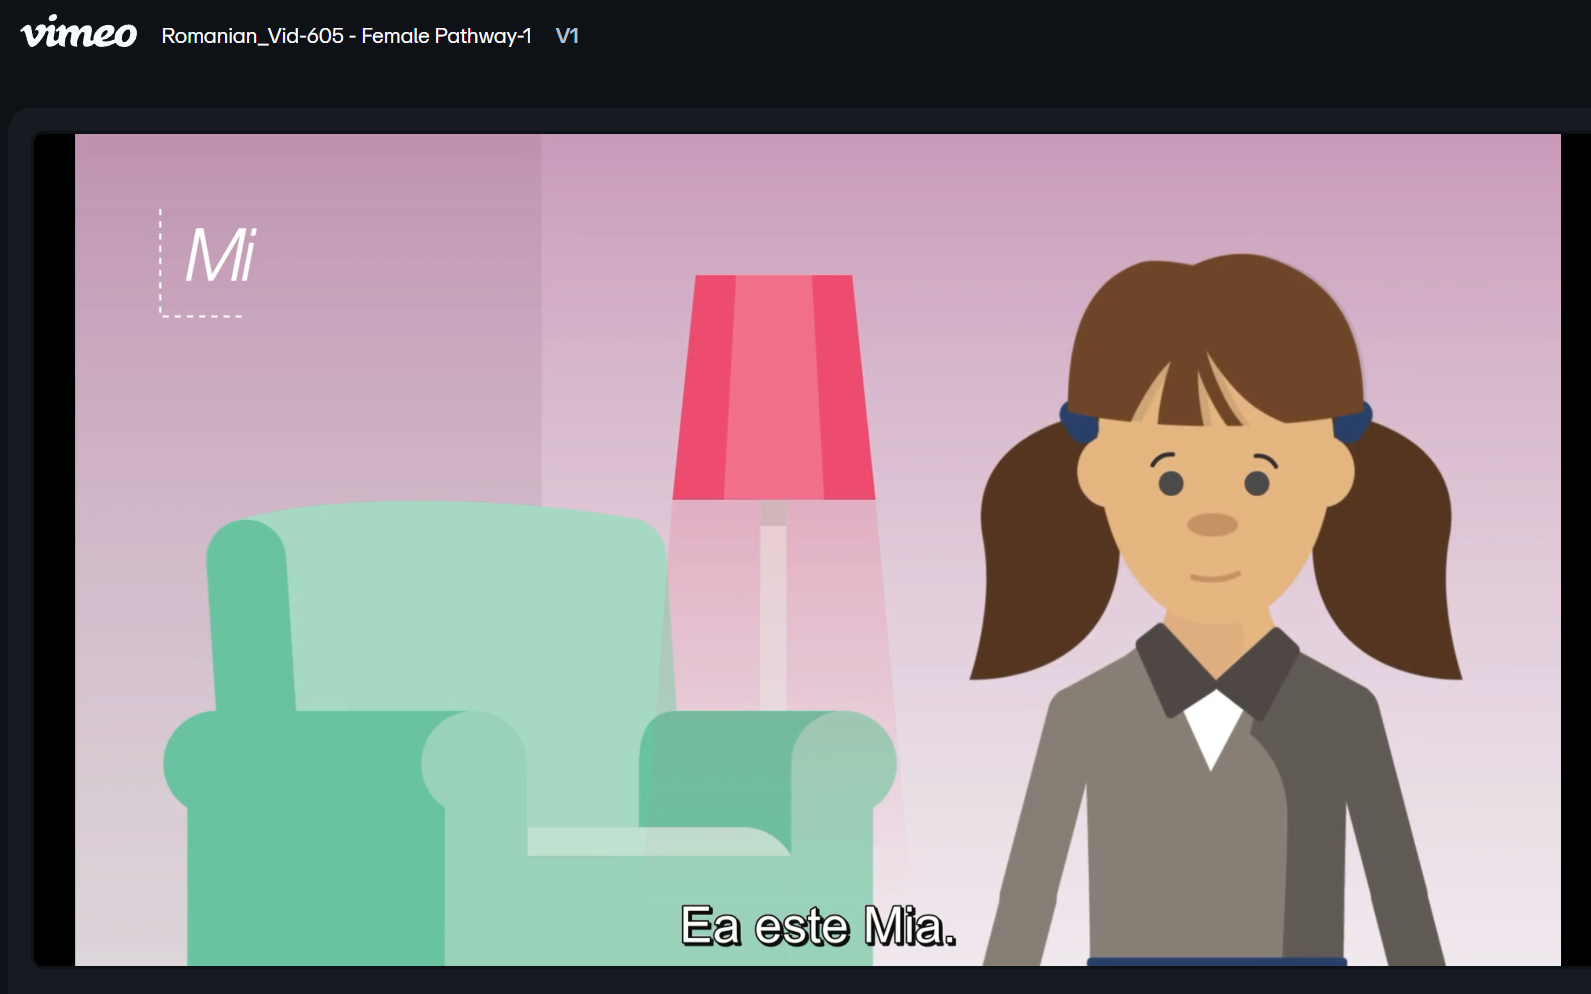 vimeo Romanian_Vid-605 - Female Pathway-1 V1
Mi
Ea este Mia.